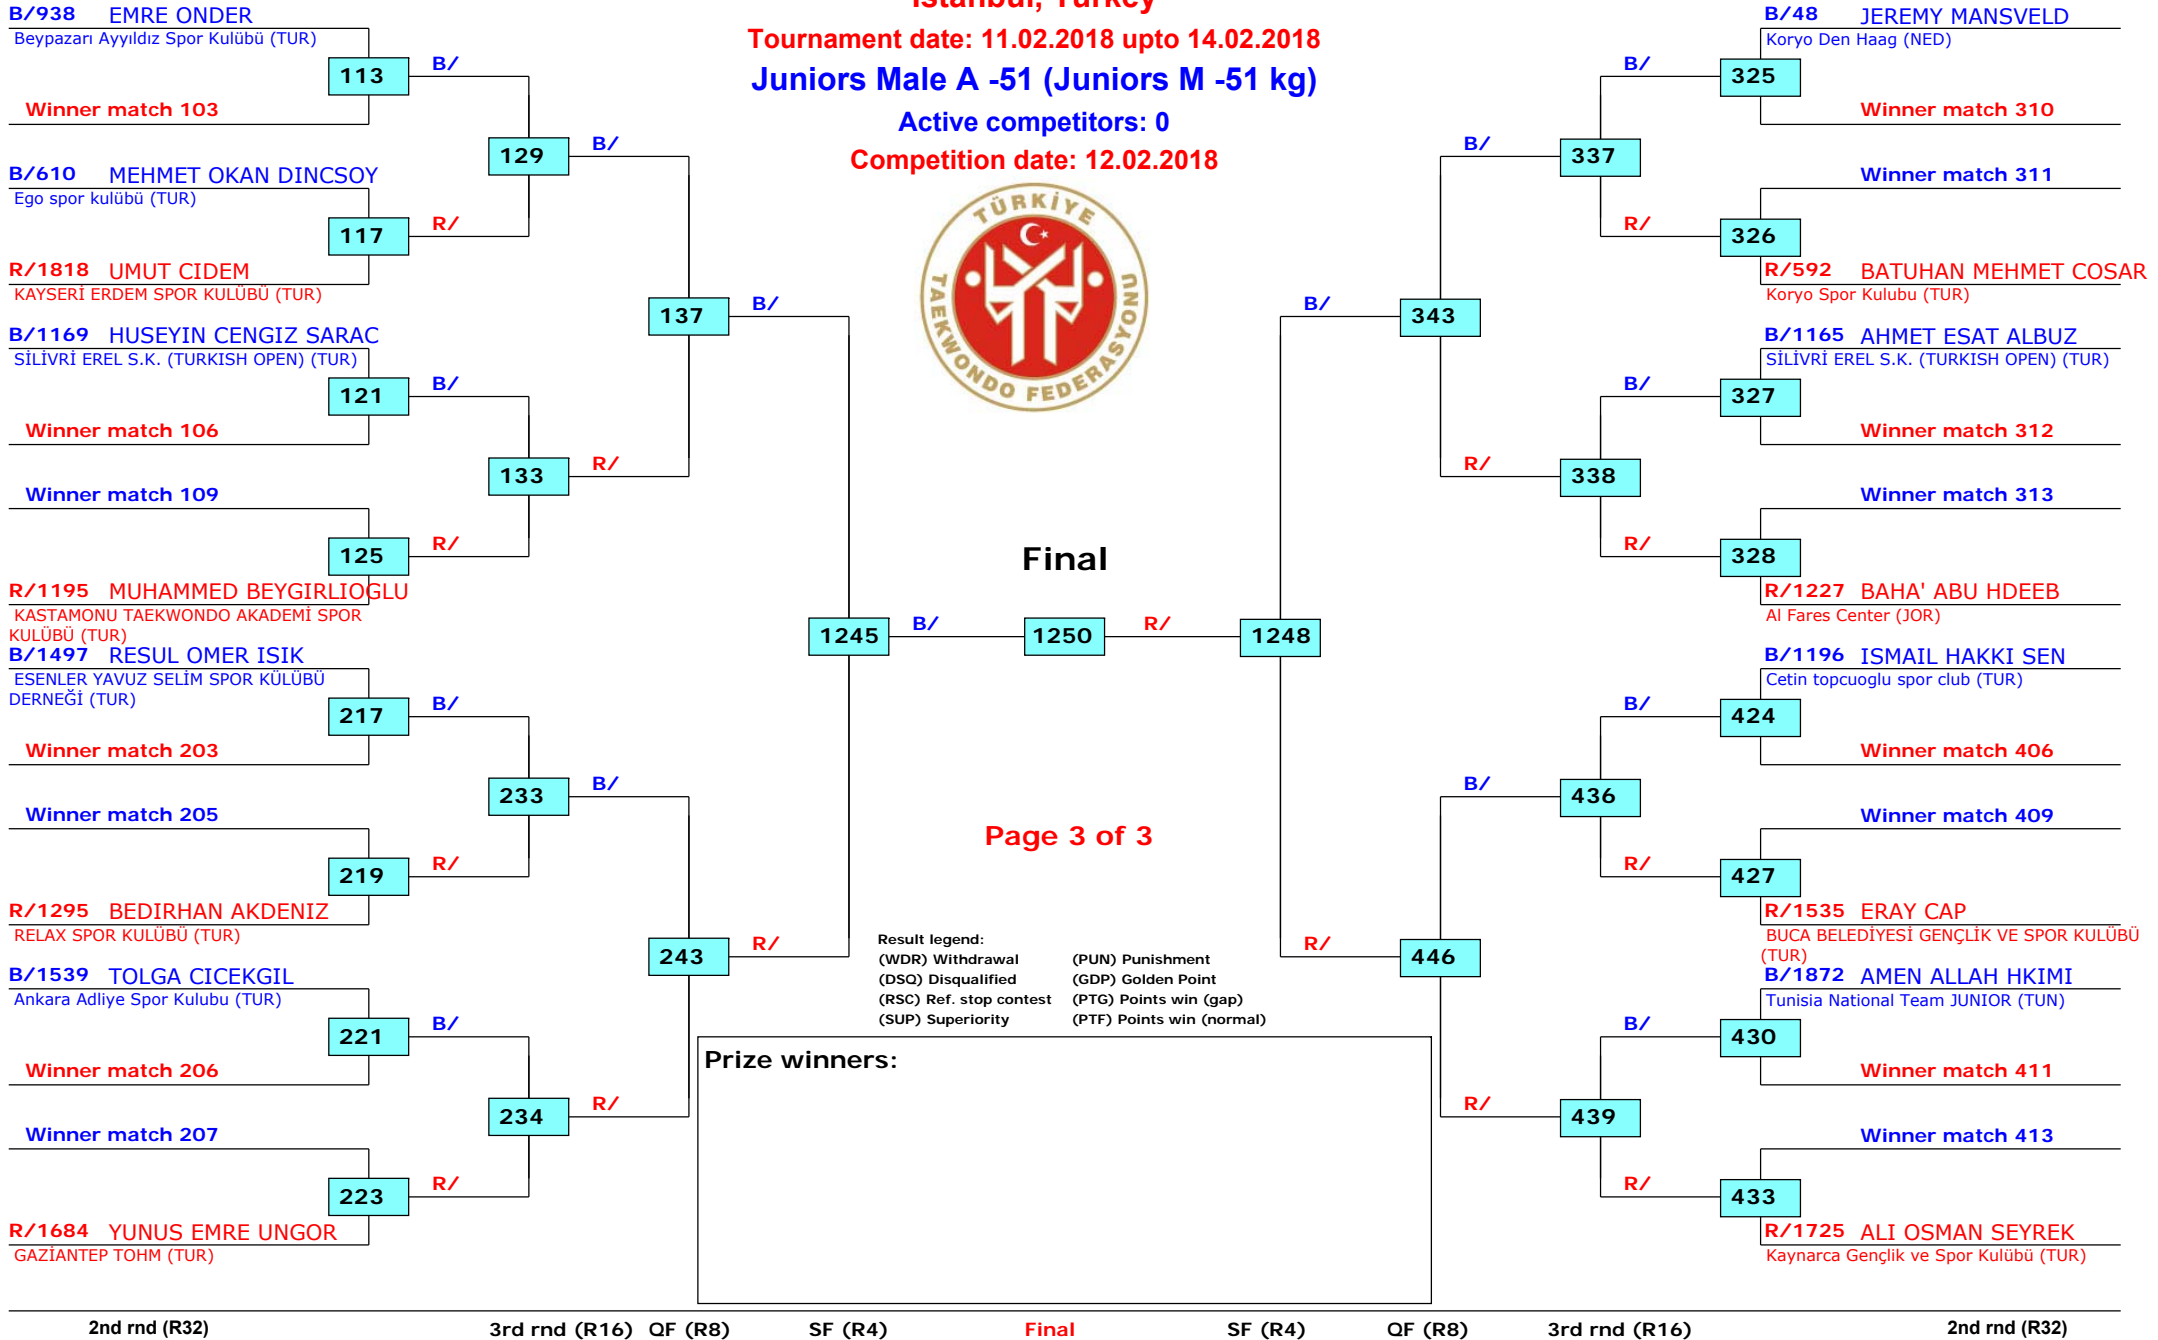 Istanbul, Turkey
Tournament date: 11.02.2018 upto 14.02.2018
Juniors Male A -51 (Juniors M -51 kg)
Active competitors: 0
Competition date: 12.02.2018
TÜRKİYE
TAEKWONDO FEDERASYONU
B/938 EMRE ONDER
Beypazarı Ayyıldız Spor Kulübü (TUR)
113
B/
Winner match 103
129
B/
B/610 MEHMET OKAN DINCSOY
Ego spor kulübü (TUR)
117
R/
R/1818 UMUT CIDEM
KAYSERİ ERDEM SPOR KULÜBÜ (TUR)
137
B/
B/1169 HUSEYIN CENGIZ SARAC
SİLİVRİ EREL S.K. (TURKISH OPEN) (TUR)
121
B/
Winner match 106
133
R/
Winner match 109
125
R/
R/1195 MUHAMMED BEYGIRLIOGLU
KASTAMONU TAEKWONDO AKADEMİ SPOR
KULÜBÜ (TUR)
1245
B/
B/1497 RESUL OMER ISIK
ESENLER YAVUZ SELİM SPOR KÜLÜBÜ
DERNEĞİ (TUR)
217
B/
Winner match 203
233
B/
Winner match 205
219
R/
R/1295 BEDIRHAN AKDENIZ
RELAX SPOR KULÜBÜ (TUR)
243
R/
B/1539 TOLGA CICEKGIL
Ankara Adliye Spor Kulubu (TUR)
221
B/
Winner match 206
234
R/
Winner match 207
223
R/
R/1684 YUNUS EMRE UNGOR
GAZİANTEP TOHM (TUR)
Final
1250
Page 3 of 3
Result legend:
(WDR) Withdrawal (PUN) Punishment
(DSQ) Disqualified (GDP) Golden Point
(RSC) Ref. stop contest (PTG) Points win (gap)
(SUP) Superiority (PTF) Points win (normal)
Prize winners:
B/48 JEREMY MANSVELD
Koryo Den Haag (NED)
B/
325
Winner match 310
B/
337
Winner match 311
R/
326
R/592 BATUHAN MEHMET COSAR
Koryo Spor Kulubu (TUR)
B/
343
B/1165 AHMET ESAT ALBUZ
SİLİVRİ EREL S.K. (TURKISH OPEN) (TUR)
B/
327
Winner match 312
R/
338
Winner match 313
R/
328
R/1227 BAHA' ABU HDEEB
Al Fares Center (JOR)
R/
1248
B/1196 ISMAIL HAKKI SEN
Cetin topcuoglu spor club (TUR)
B/
424
Winner match 406
B/
436
Winner match 409
R/
427
R/1535 ERAY CAP
BUCA BELEDİYESİ GENÇLİK VE SPOR KULÜBÜ
(TUR)
R/
446
B/1872 AMEN ALLAH HKIMI
Tunisia National Team JUNIOR (TUN)
B/
430
Winner match 411
R/
439
Winner match 413
R/
433
R/1725 ALI OSMAN SEYREK
Kaynarca Gençlik ve Spor Kulübü (TUR)
2nd rnd (R32) 3rd rnd (R16) QF (R8) SF (R4) Final SF (R4) QF (R8) 3rd rnd (R16) 2nd rnd (R32)